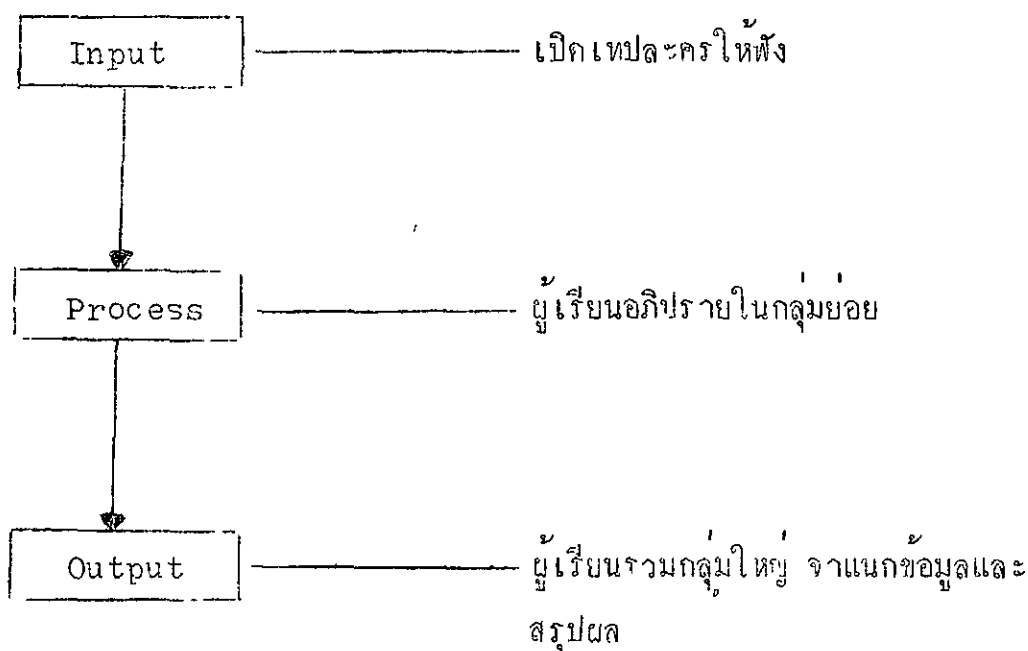 Input เปิดเทปละครให้ฟัง
Process ผู้เรียนอภิปรายในกลุ่มย่อย
Output ผู้เรียนรวมกลุ่มใหญ่ จำแนกข้อมูลและ
สรุปผล